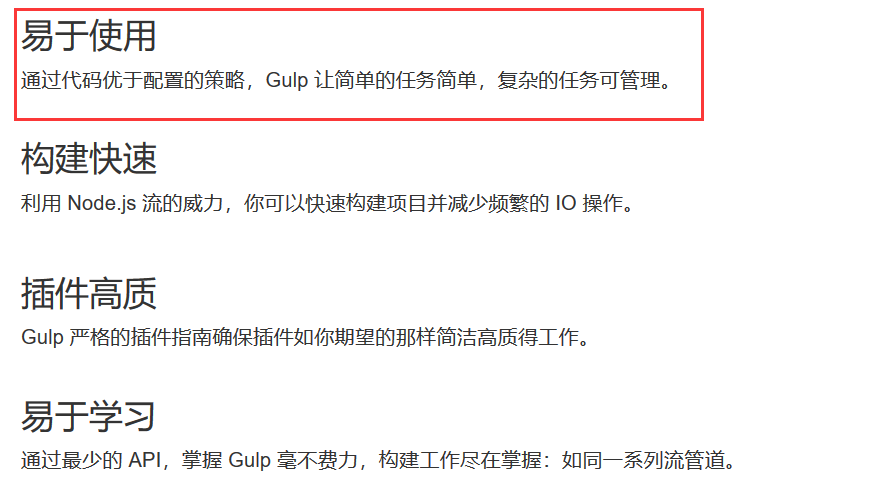 易于使用
通过代码优于配置的策略，Gulp 让简单的任务简单，复杂的任务可管理。
构建快速
利用 Node.js 流的威力，你可以快速构建项目并减少频繁的 IO 操作。
插件高质
Gulp 严格的插件指南确保插件如你期望的那样简洁高质得工作。
易于学习
通过最少的 API，掌握 Gulp 毫不费力，构建工作尽在掌握：如同一系列流管道。